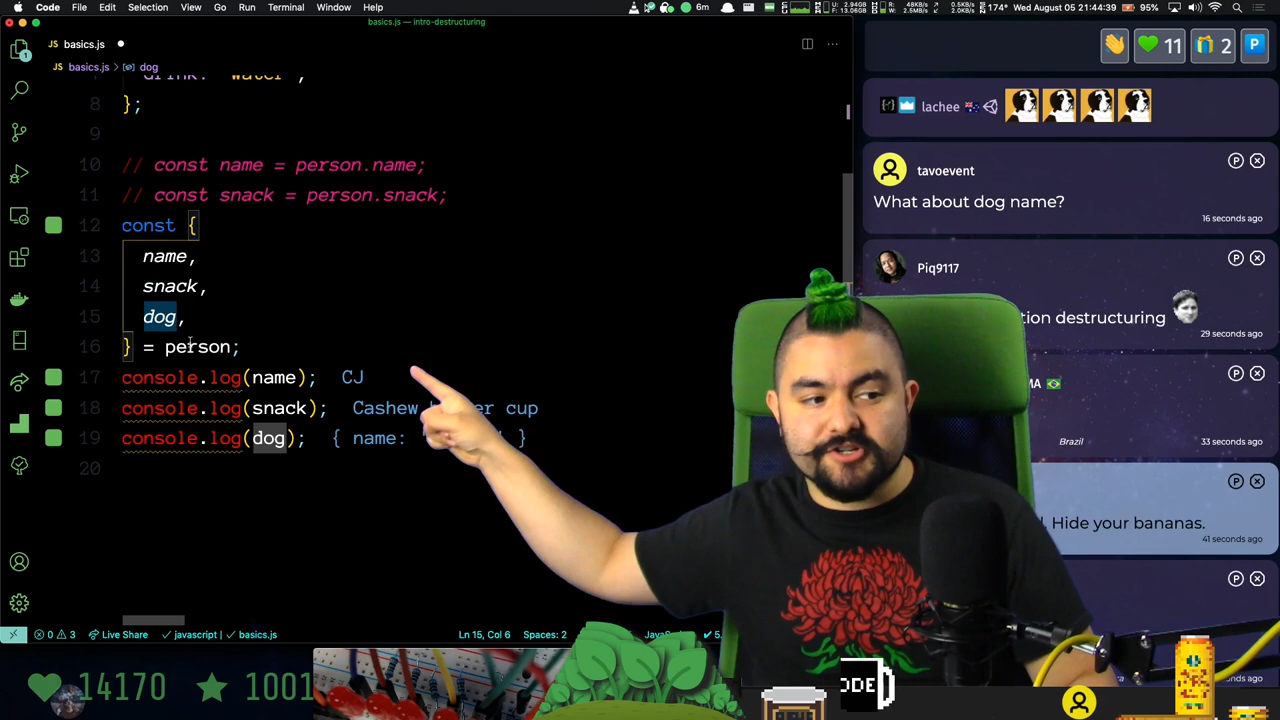 Code File Edit Selection View Go Run Terminal Window Help
6m
174° Wed August 05 21:44:39
95%
basics.js — intro-destructuring
basics.js
JS basics.js > dog
8 };
9
10 // const name = person.name;
11 // const snack = person.snack;
12 const {
13 name,
14 snack,
15 dog,
16 } = person;
17 console.log(name); CJ
18 console.log(snack); Cashew cup
19 console.log(dog); { name: }
20
0 3 Live Share javascript | basics.js Ln 15, Col 6 Spaces: 2
14170 1001
11 2 P
lachee
tavoevent
What about dog name?
16 seconds ago
Piq9117
destructuring
29 seconds ago
33 seconds ago
Brazil
Hide your bananas.
41 seconds ago